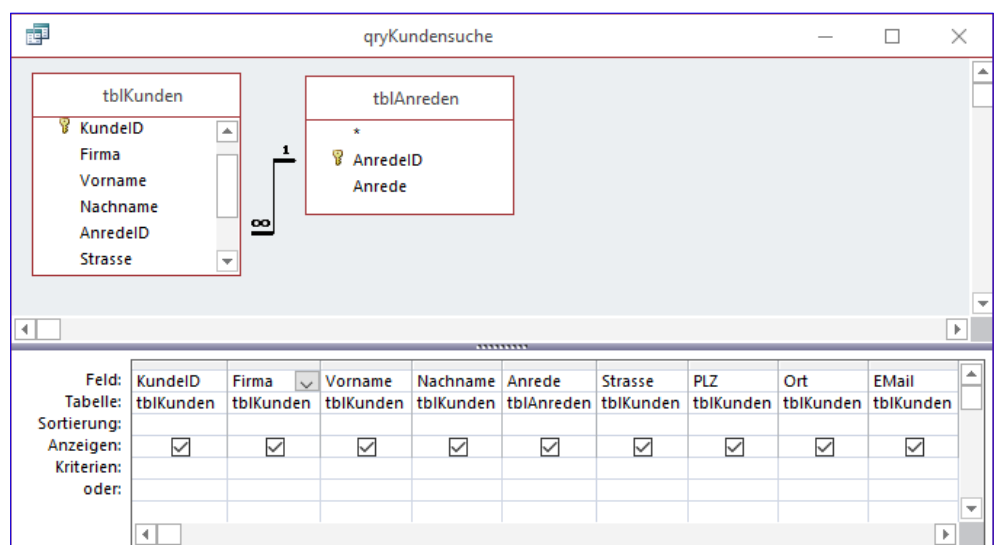 qryKundensuche
tblKunden
KundeID
Firma
Vorname
Nachname
AnredeID
Strasse
1
∞
tblAnreden
*
AnredeID
Anrede
Feld: KundeID Firma Vorname Nachname Anrede Strasse PLZ Ort EMail
Tabelle: tblKunden tblKunden tblKunden tblKunden tblAnreden tblKunden tblKunden tblKunden tblKunden
Sortierung:
Anzeigen:
Kriterien:
oder: